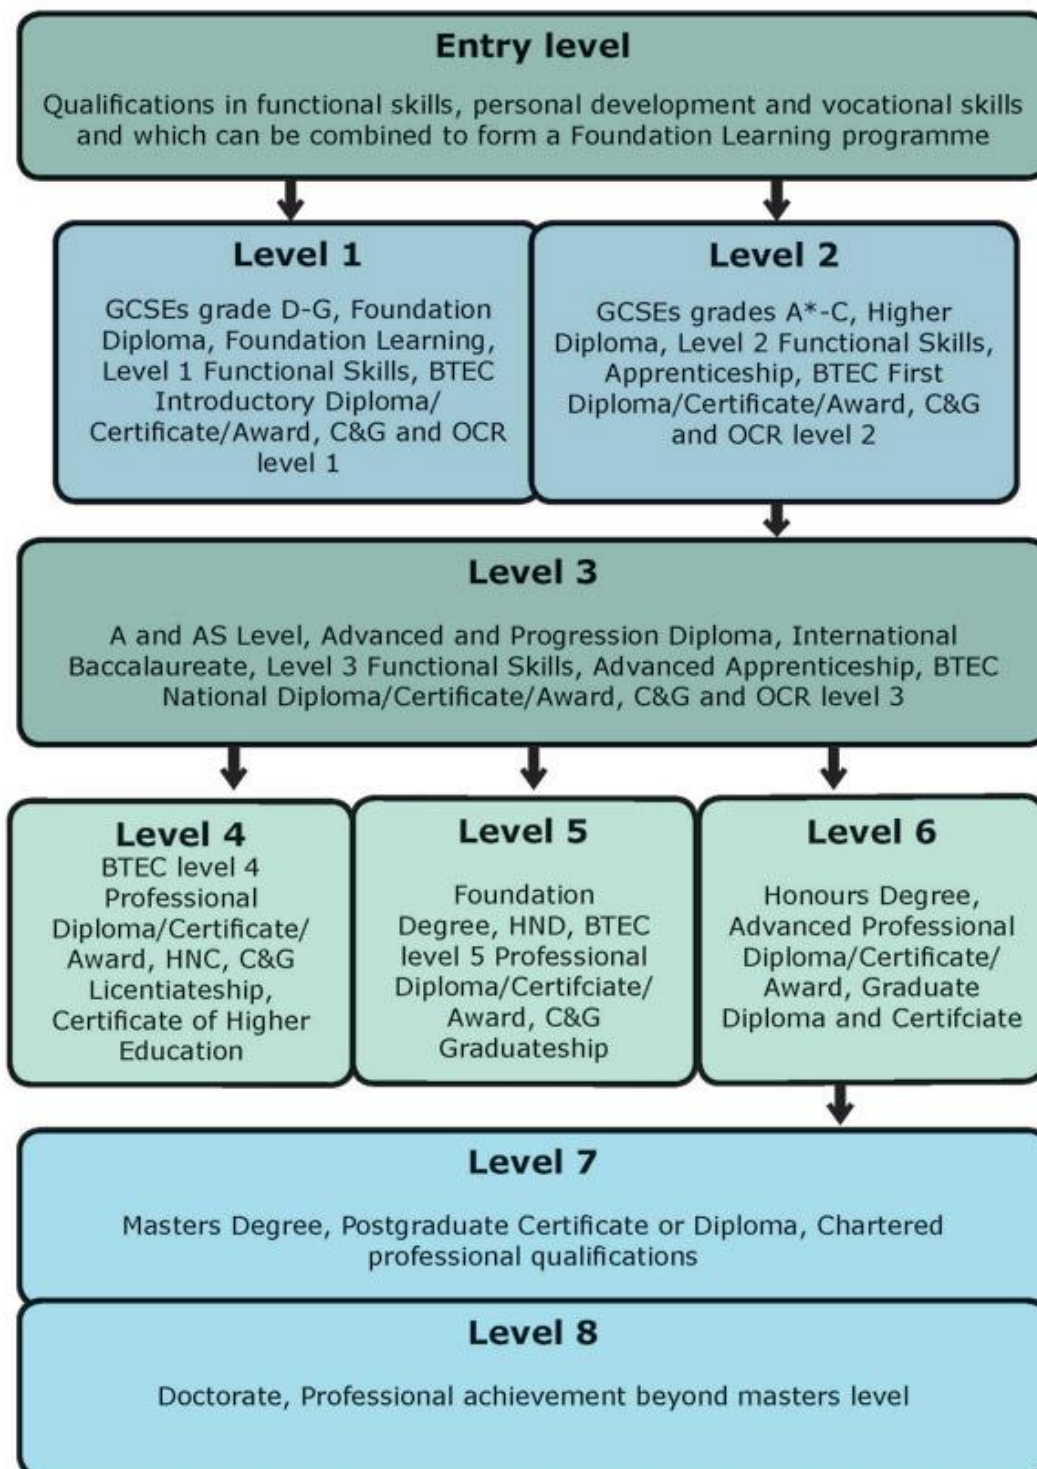 Entry level
Qualifications in functional skills, personal development and vocational skills
and which can be combined to form a Foundation Learning programme
Level 1
GCSEs grade D-G, Foundation
Diploma, Foundation Learning,
Level 1 Functional Skills, BTEC
Introductory Diploma/
Certificate/Award, C&G and OCR
level 1
Level 2
GCSEs grades A*-C, Higher
Diploma, Level 2 Functional Skills,
Apprenticeship, BTEC First
Diploma/Certificate/Award, C&G
and OCR level 2
Level 3
A and AS Level, Advanced and Progression Diploma, International
Baccalaureate, Level 3 Functional Skills, Advanced Apprenticeship, BTEC
National Diploma/Certificate/Award, C&G and OCR level 3
Level 4
BTEC level 4
Professional
Diploma/Certificate/
Award, HNC, C&G
Licentiateship,
Certificate of Higher
Education
Level 5
Foundation
Degree, HND, BTEC
level 5 Professional
Diploma/Certifciate/
Award, C&G
Graduateship
Level 6
Honours Degree,
Advanced Professional
Diploma/Certificate/
Award, Graduate
Diploma and Certifciate
Level 7
Masters Degree, Postgraduate Certificate or Diploma, Chartered
professional qualifications
Level 8
Doctorate, Professional achievement beyond masters level